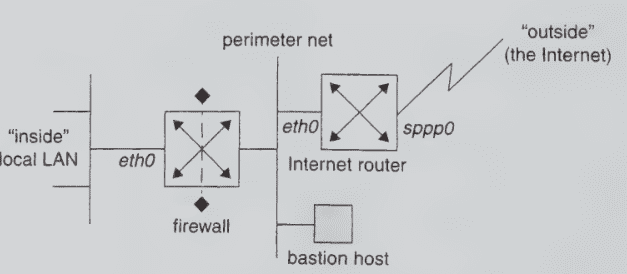 perimeter net
"outside"
(the Internet)
"inside"
local LAN
eth0
eth0
sppp0
Internet router
firewall
bastion host